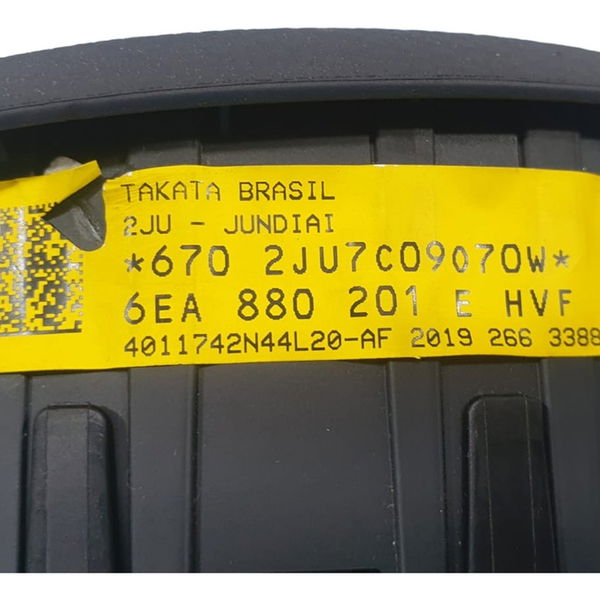 TAKATA BRASIL
2JU - JUNDIAI
*670 2JU7C09070W*
6EA 880 201 E HVF
4011742N44L20-AF 2019 266 3388